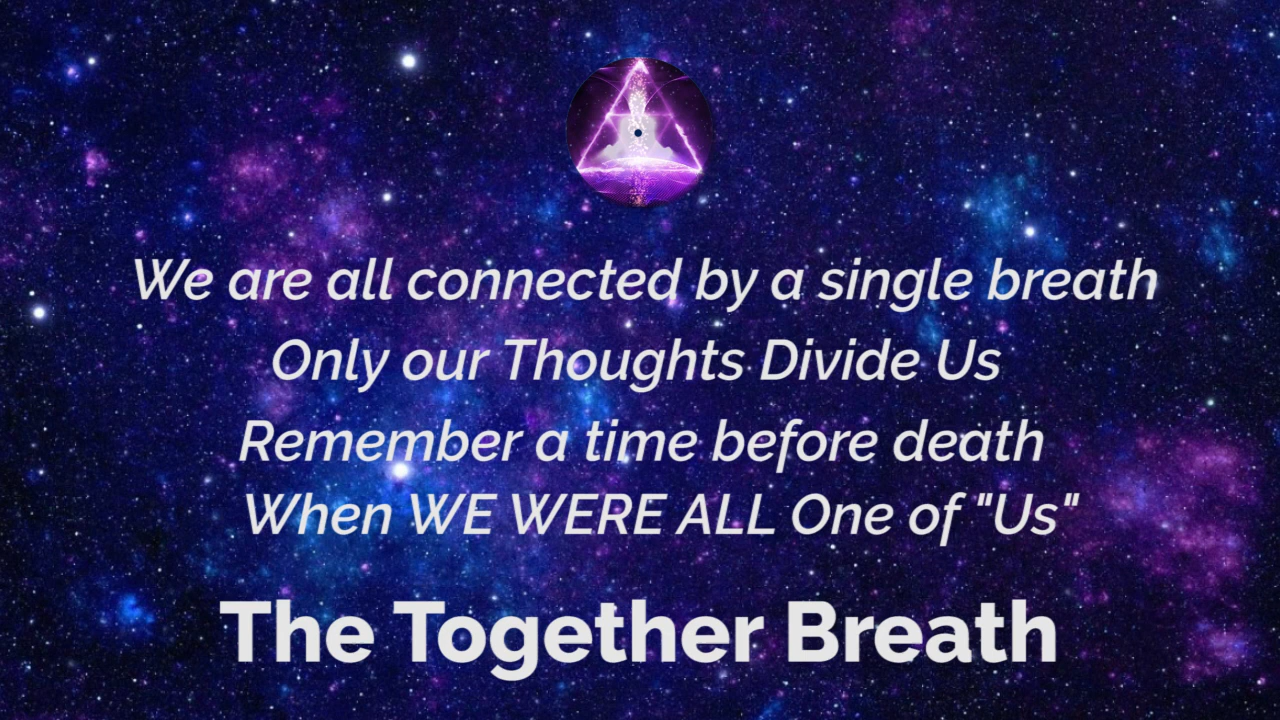 We are all connected by a single breath
Only our Thoughts Divide Us
Remember a time before death
When WE WERE ALL One of "Us"
The Together Breath